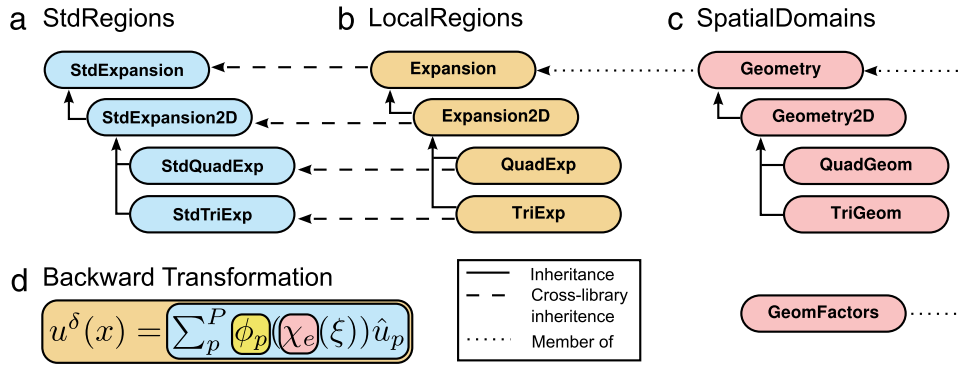 a StdRegions
b LocalRegions
c SpatialDomains
StdExpansion
StdExpansion2D
StdQuadExp
StdTriExp
Expansion
Expansion2D
QuadExp
TriExp
Geometry
Geometry2D
QuadGeom
TriGeom
GeomFactors
d Backward Transformation
u^δ(x) = ∑_p^P ϕ_p(χ_e(ξ))û_p
Inheritance
Cross-library
inheritence
Member of